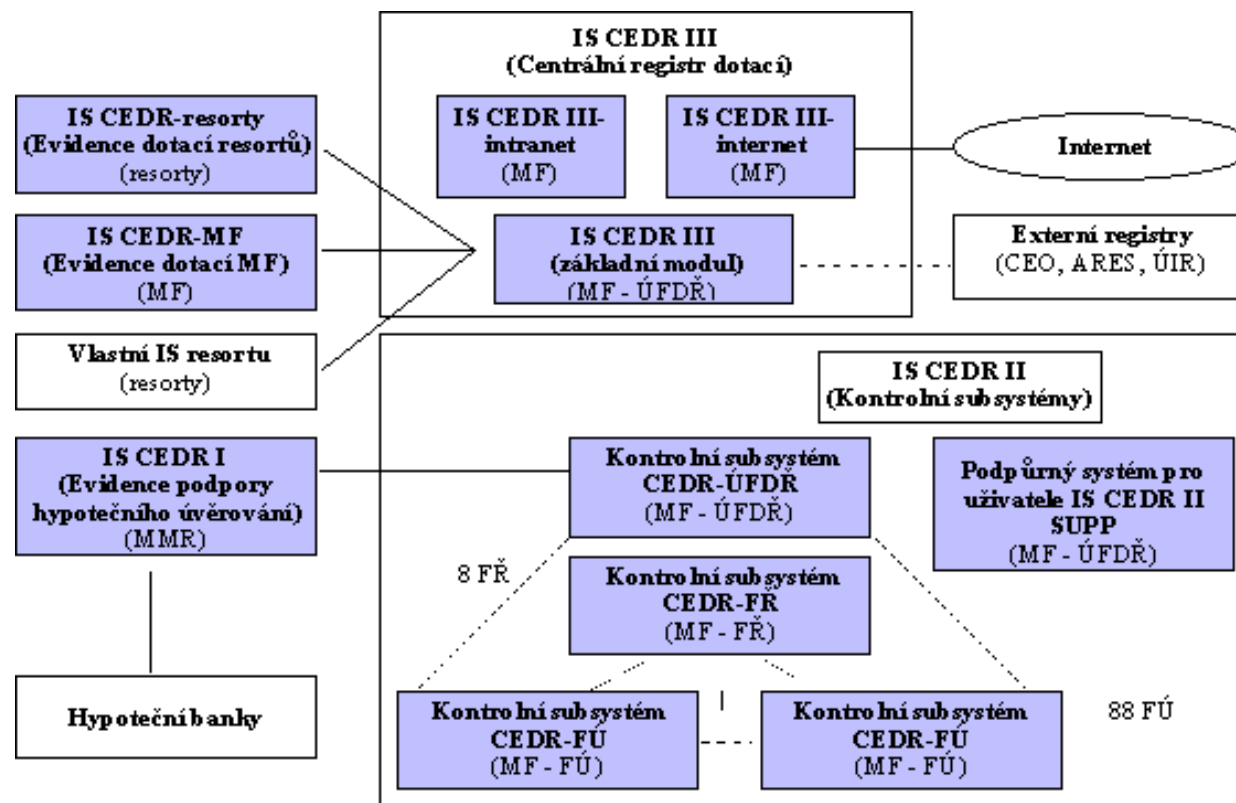 IS CEDR III
(Centrální registr dotací)
IS CEDR-resorty
(Evidence dotací resortů)
(resorty)
IS CEDR III-
intranet
(MF)
IS CEDR III-
internet
(MF)
Internet
IS CEDR-MF
(Evidence dotací MF)
(MF)
IS CEDR III
(základní modul)
(MF - ÚFDŘ)
Externí registry
(CEO, ARES, ÚIR)
Vlastní IS resortu
(resorty)
IS CEDR II
(Kontrolní subsystémy)
IS CEDR I
(Evidence podpory
hypotečního úvěrování)
(MMR)
Kontrolní subsystém
CEDR-ÚFDŘ
(MF - ÚFDŘ)
Podpůrný systém pro
uživatele IS CEDR II
SUPP
(MF - ÚFDŘ)
8 FŘ
Kontrolní subsystém
CEDR-FŘ
(MF - FŘ)
Hypoteční banky
Kontrolní subsystém
CEDR-FÚ
(MF - FÚ)
Kontrolní subsystém
CEDR-FÚ
(MF - FÚ)
88 FÚ